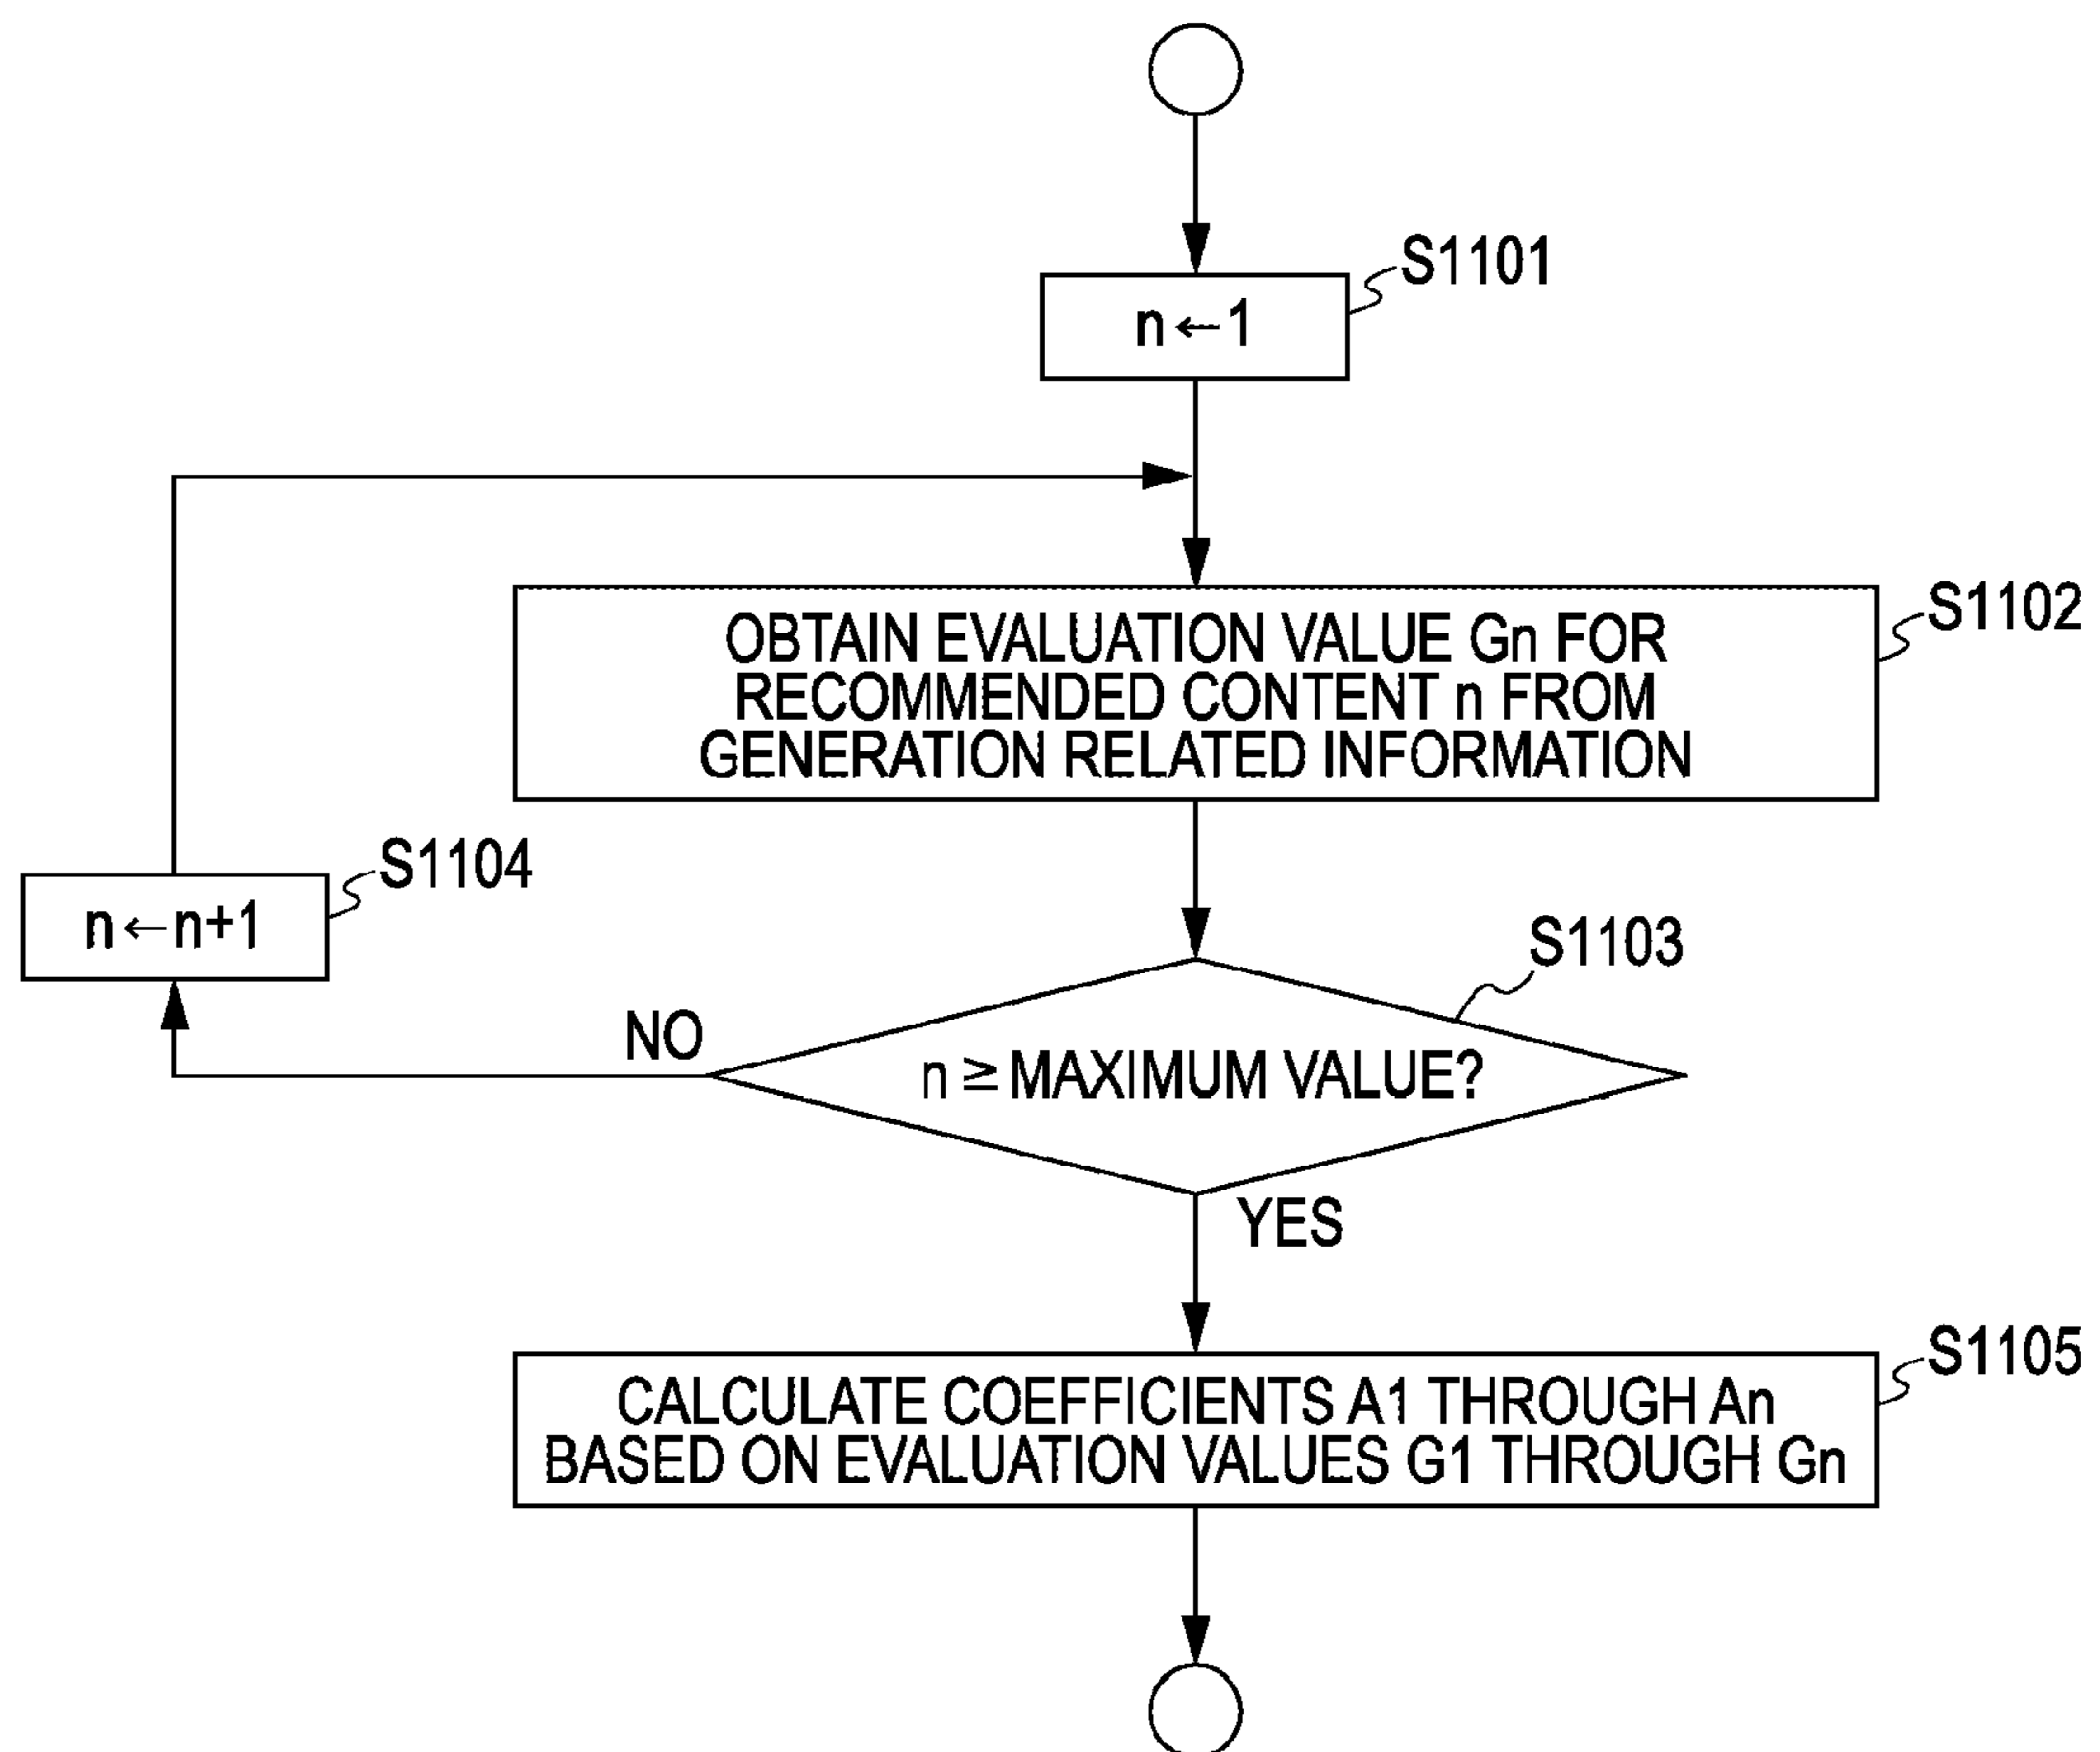 S1101
n←1
S1102
OBTAIN EVALUATION VALUE Gn FOR
RECOMMENDED CONTENT n FROM
GENERATION RELATED INFORMATION
S1104
n←n+1
S1103
NO
n ≥ MAXIMUM VALUE?
YES
S1105
CALCULATE COEFFICIENTS A1 THROUGH An
BASED ON EVALUATION VALUES G1 THROUGH Gn